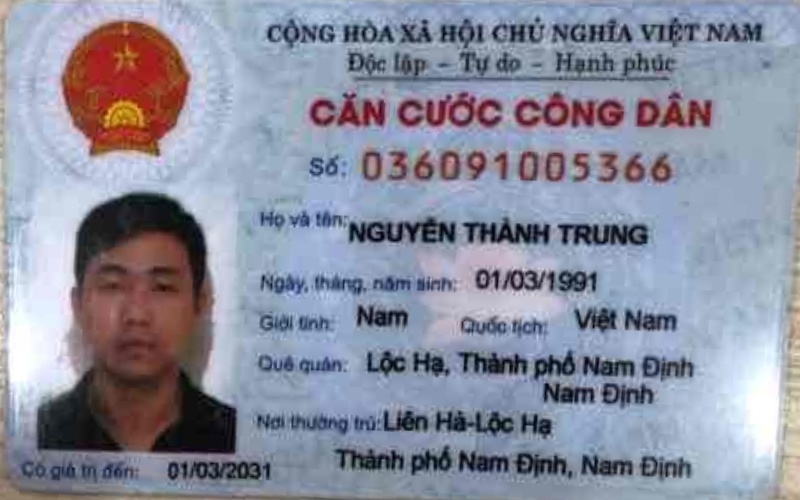 CỘNG HÒA XÃ HỘI CHỦ NGHĨA VIỆT NAM
Độc lập - Tự do - Hạnh phúc
CĂN CƯỚC CÔNG DÂN
Số: 036091005366
Họ và tên: NGUYỄN THÀNH TRUNG
Ngày, tháng, năm sinh: 01/03/1991
Giới tính: Nam Quốc tịch: Việt Nam
Quê quán: Lộc Hạ, Thành phố Nam Định
Nam Định
Nơi thường trú: Liên Hà-Lộc Hạ
Có giá trị đến: 01/03/2031 Thành phố Nam Định, Nam Định